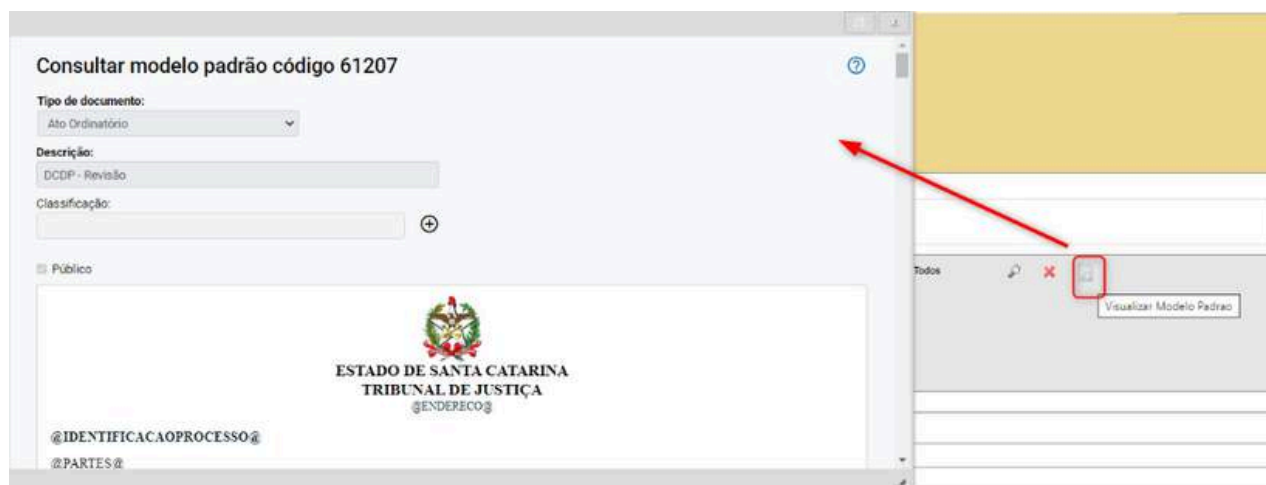 Consultar modelo padrão código 61207
Tipo de documento:
Ato Ordinatório
Descrição:
DCDP - Revisão
Classificação:
Público
ESTADO DE SANTA CATARINA
TRIBUNAL DE JUSTIÇA
@ENDERECO@
@IDENTIFICACAOPROCESSO@
@PARTES@
Todos
Visualizar Modelo Padrao